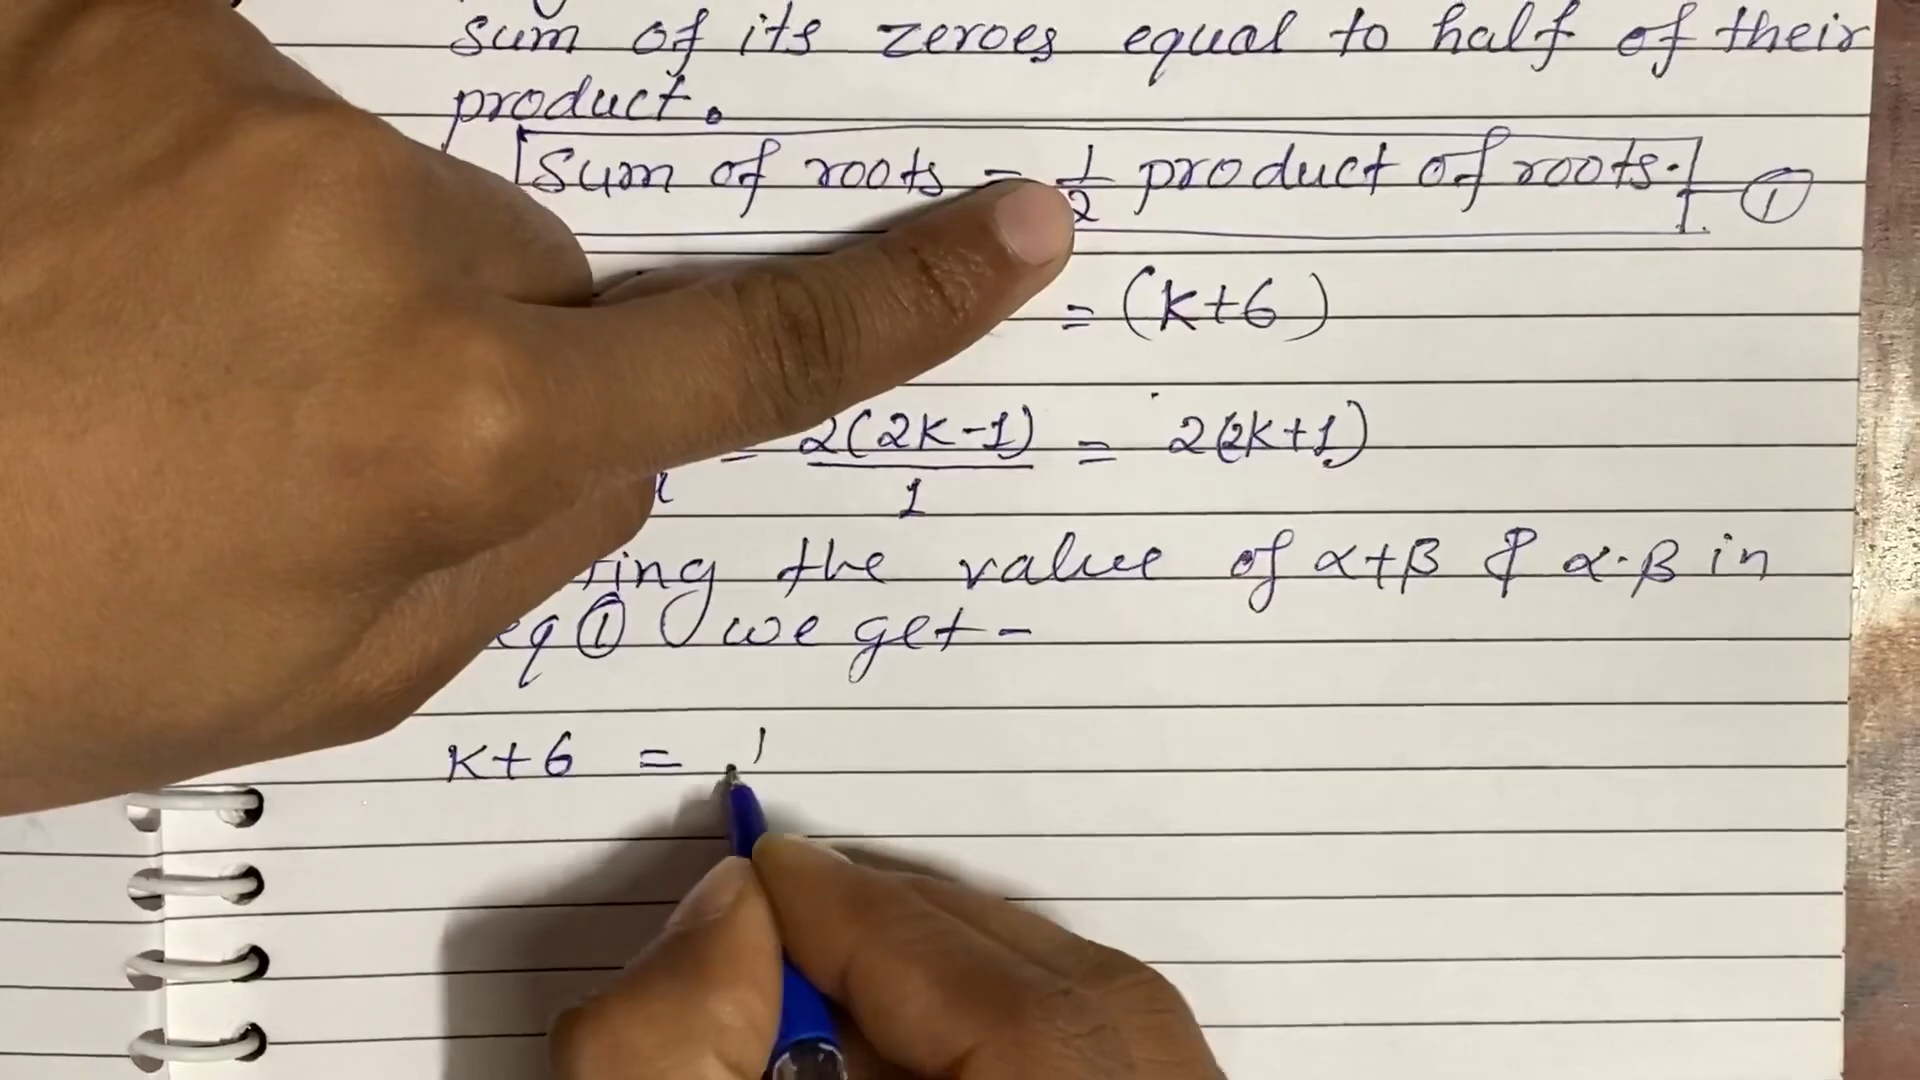 sum of its zeroes equal to half of their
product.
Sum of roots = 1/2 product of roots. ①
= (k+6)
= 2(2k-1)/1 = 2(2k+1)
the value of α+β & α·β in
eq ① we get -
k+6 = 1